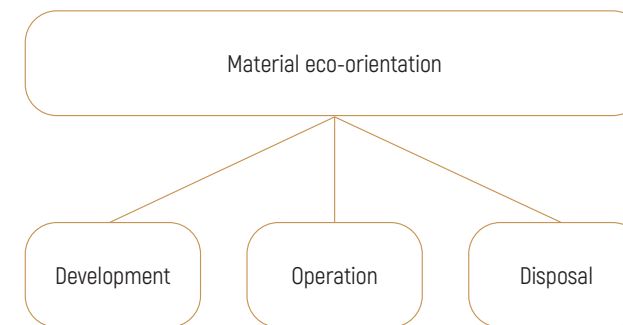 Material eco-orientation
Development
Operation
Disposal